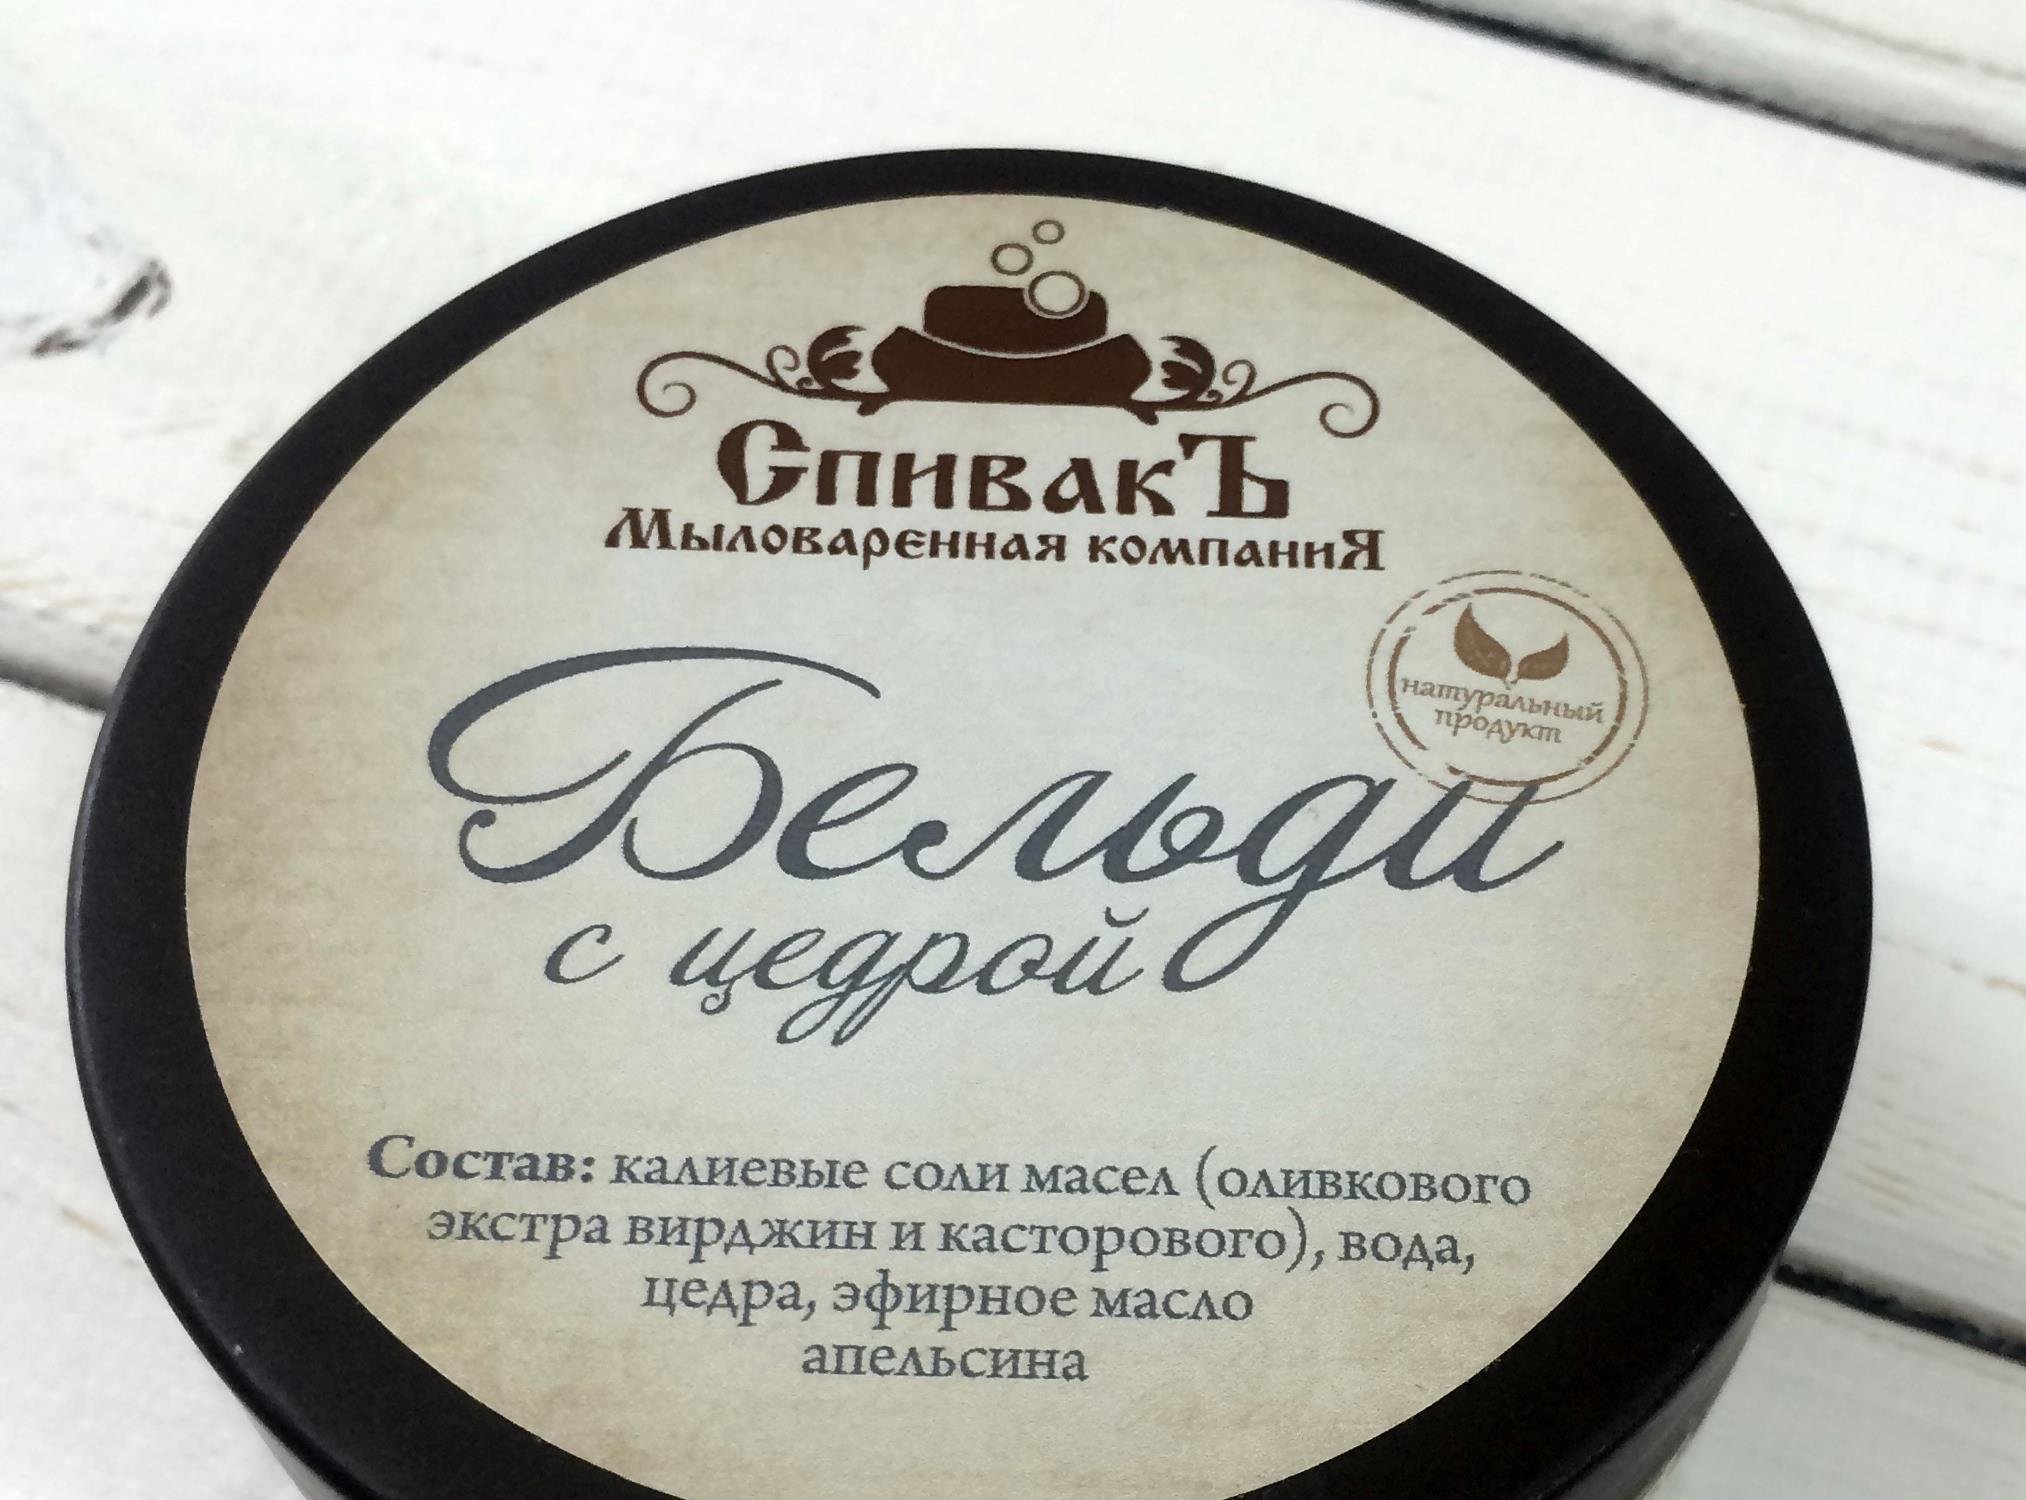 СпивакЪ
Мыловаренная компаниЯ
натуральный
продукт
Бельди
с цедрой
Состав: калиевые соли масел (оливкового
экстра вирджин и касторового), вода,
цедра, эфирное масло
апельсина